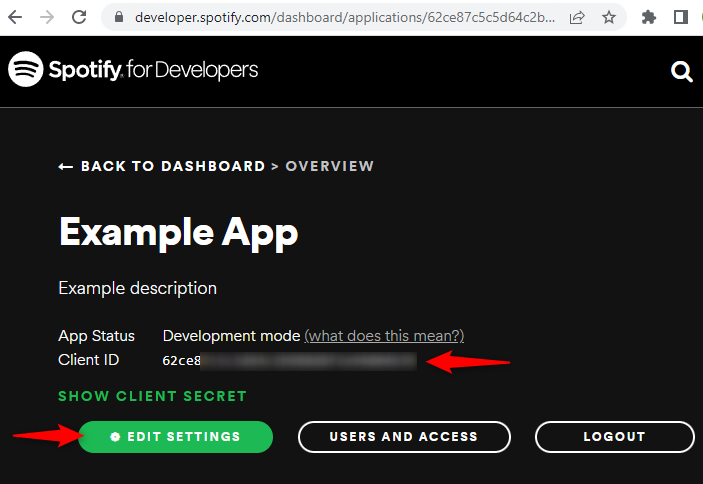 developer.spotify.com/dashboard/applications/62ce87c5c5d64c2b...
Spotify for Developers
← BACK TO DASHBOARD > OVERVIEW
Example App
Example description
App Status Development mode (what does this mean?)
Client ID 62ce8
SHOW CLIENT SECRET
EDIT SETTINGS USERS AND ACCESS LOGOUT